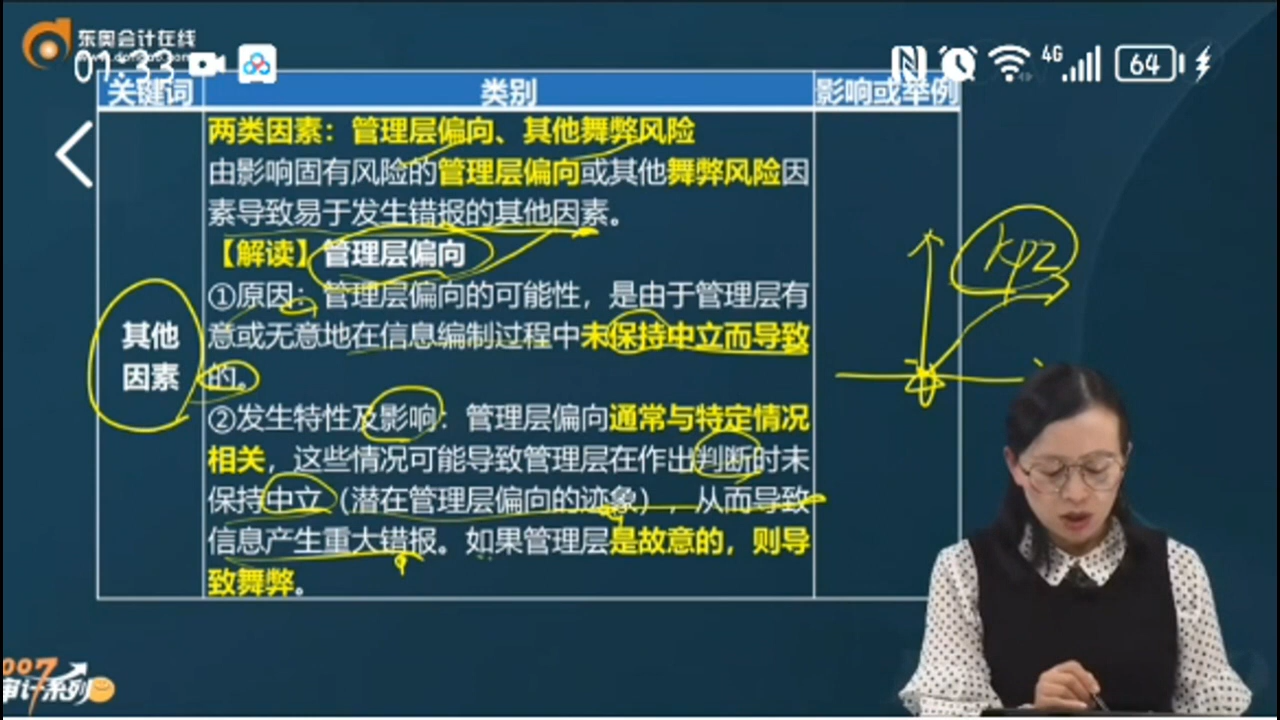 东奥会计在线
01:33
4G
64
关键词 类别 影响或举例
两类因素：管理层偏向、其他舞弊风险
由影响固有风险的管理层偏向或其他舞弊风险因
素导致易于发生错报的其他因素。
【解读】管理层偏向
①原因：管理层偏向的可能性，是由于管理层有
意或无意地在信息编制过程中未保持中立而导致
的。
其他
因素
②发生特性及影响：管理层偏向通常与特定情况
相关，这些情况可能导致管理层在作出判断时未
保持中立（潜在管理层偏向的迹象），从而导致
信息产生重大错报。如果管理层是故意的，则导
致舞弊。
KPI
007
审计系列